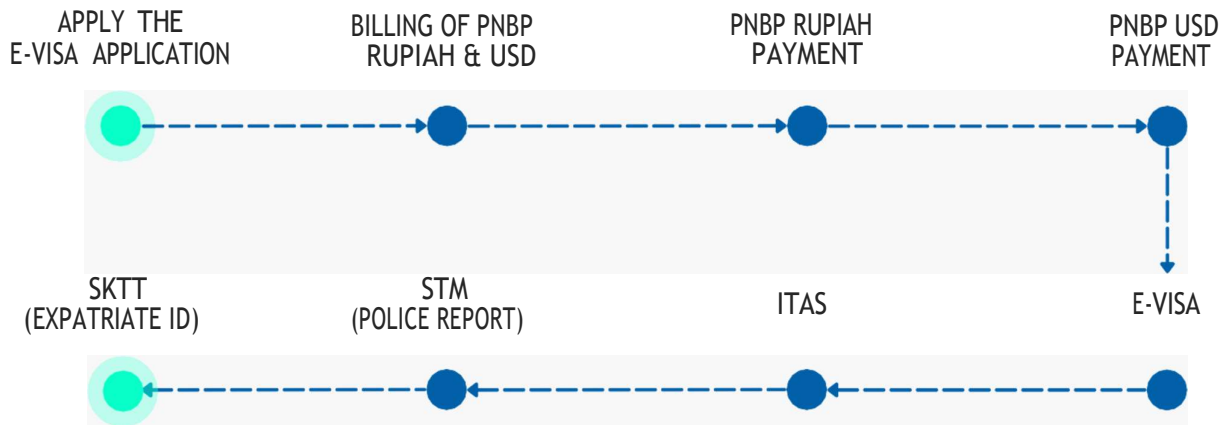 APPLY THE
E-VISA APPLICATION
BILLING OF PNBP
RUPIAH & USD
PNBP RUPIAH
PAYMENT
PNBP USD
PAYMENT
SKTT
(EXPATRIATE ID)
STM
(POLICE REPORT)
ITAS
E-VISA